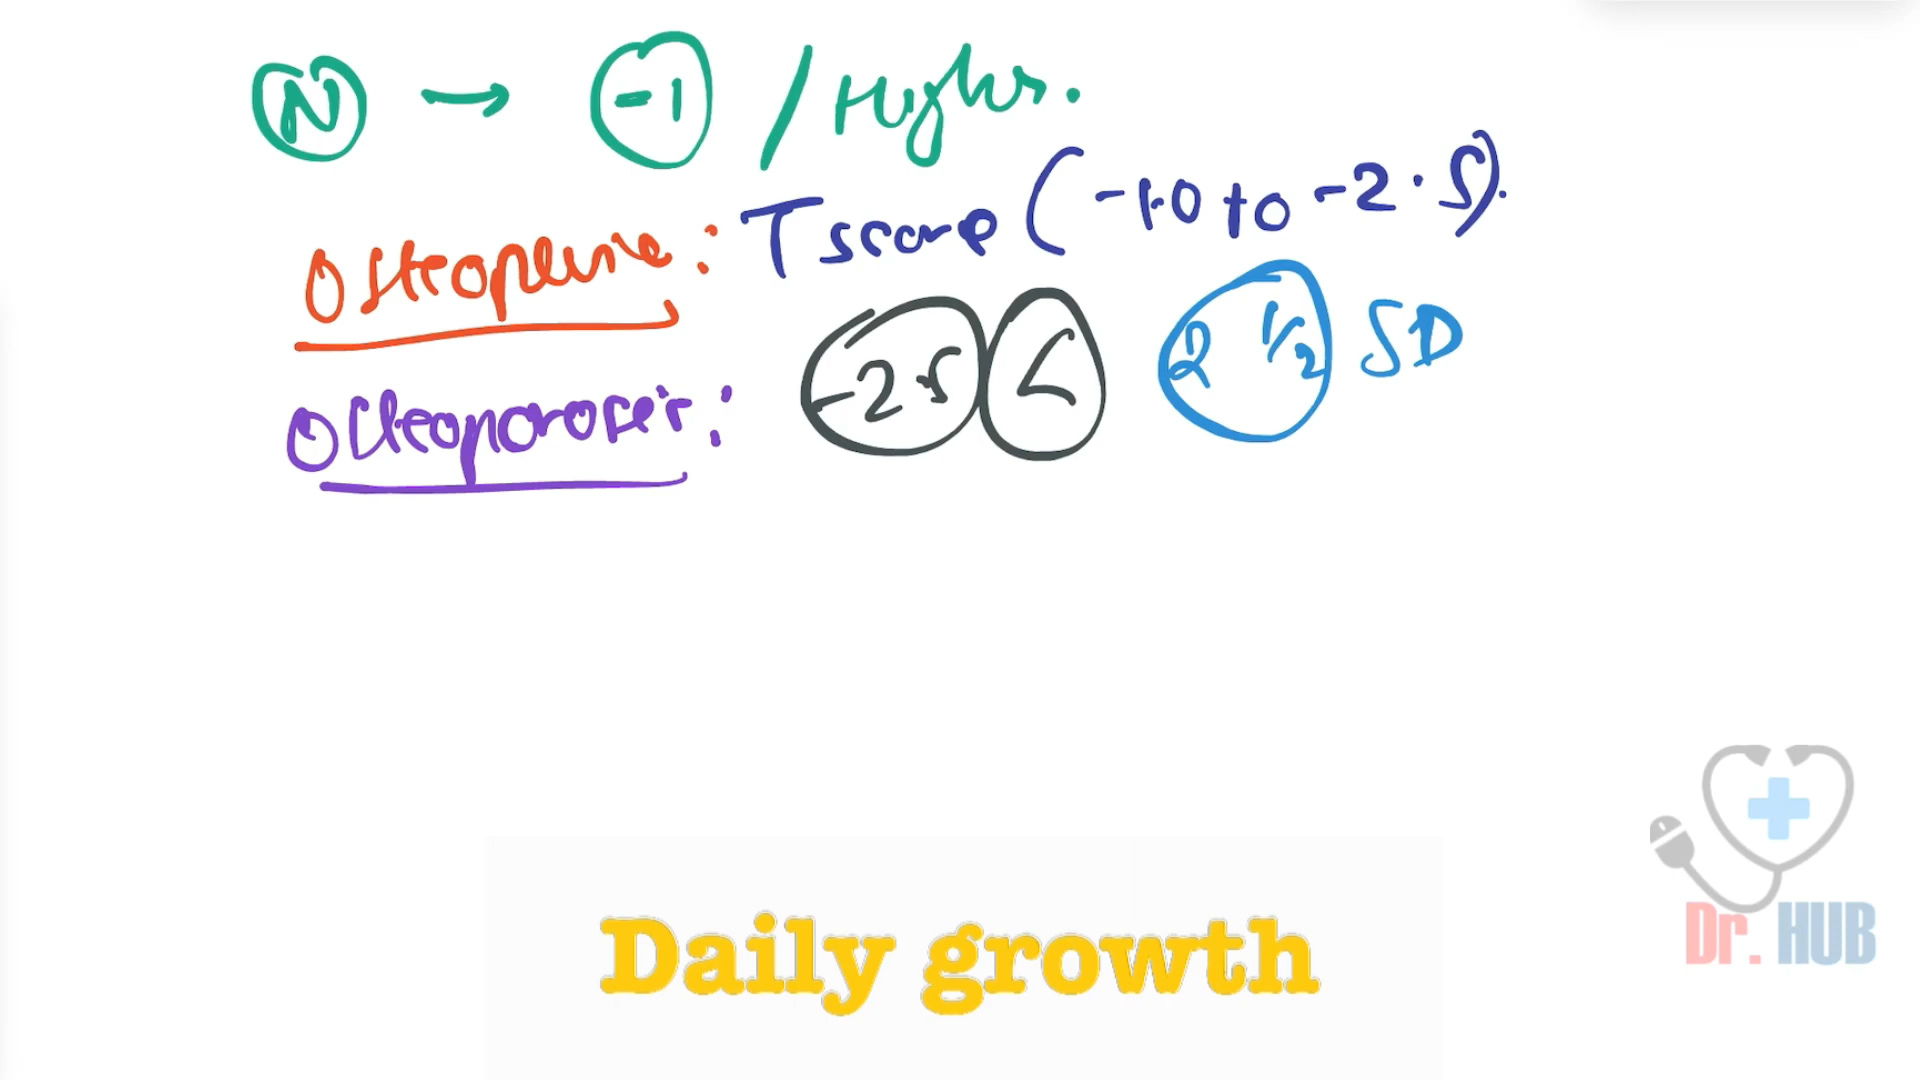 N → -1 / Higher.
Osteopenia : T score (-1.0 to -2.5).
Osteoporosis : -2.5 < 2 1/2 SD
Daily growth
Dr. HUB